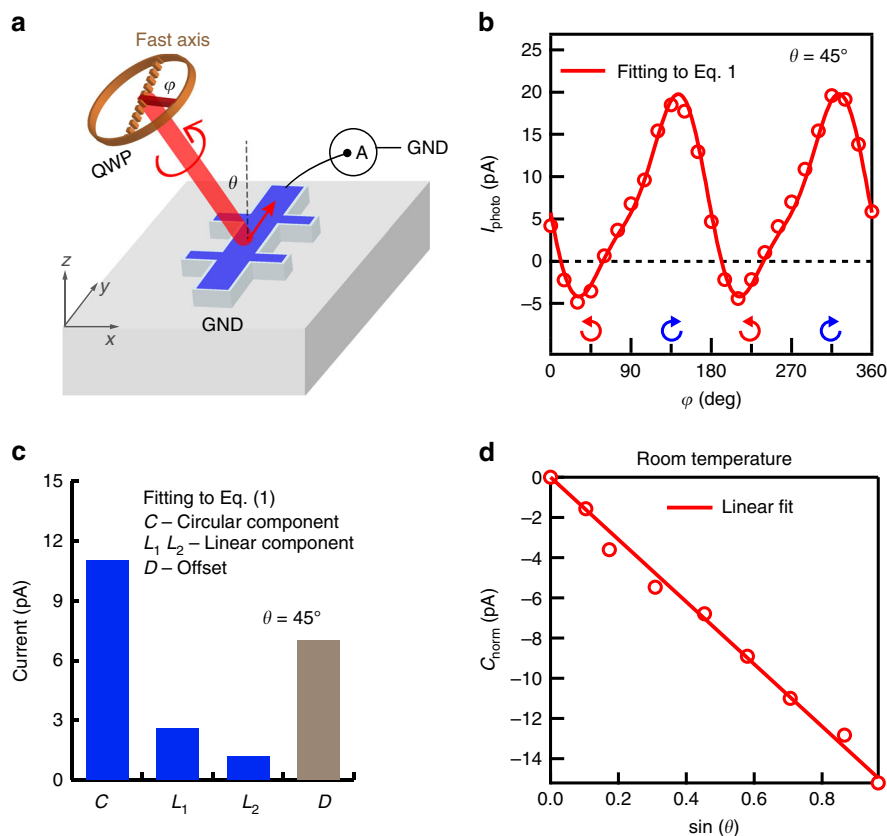 a
Fast axis
φ
QWP
θ
A
GND
z
y
x
GND
b
θ = 45°
Fitting to Eq. 1
25
20
15
10
5
0
−5
I_photo (pA)
0
90
180
270
360
φ (deg)
c
Fitting to Eq. (1)
C – Circular component
L₁ L₂ – Linear component
D – Offset
θ = 45°
15
12
9
6
3
0
Current (pA)
C
L₁
L₂
D
d
Room temperature
Linear fit
0
−2
−4
−6
−8
−10
−12
−14
C_norm (pA)
0.0
0.2
0.4
0.6
0.8
sin (θ)